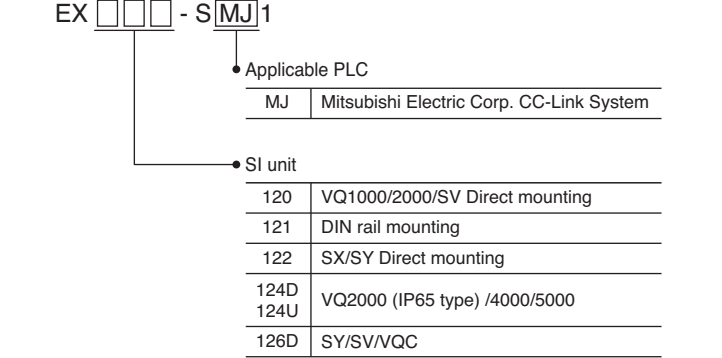 EX □□□ - SMJ1
Applicable PLC
MJ Mitsubishi Electric Corp. CC-Link System
SI unit
120 VQ1000/2000/SV Direct mounting
121 DIN rail mounting
122 SX/SY Direct mounting
124D
124U
VQ2000 (IP65 type) /4000/5000
126D SY/SV/VQC